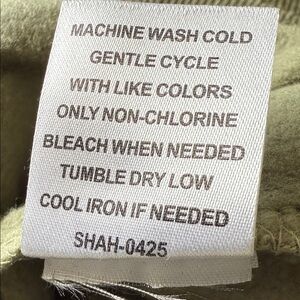 MACHINE WASH COLD
GENTLE CYCLE
WITH LIKE COLORS
ONLY NON-CHLORINE
BLEACH WHEN NEEDED
TUMBLE DRY LOW
COOL IRON IF NEEDED
SHAH-0425